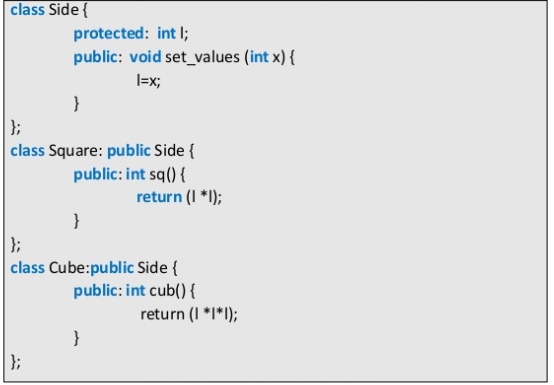 class Side {
protected: int l;
public: void set_values (int x) {
l=x;
}
};
class Square: public Side {
public: int sq() {
return (l *l);
}
};
class Cube:public Side {
public: int cub() {
return (l *l*l);
}
};